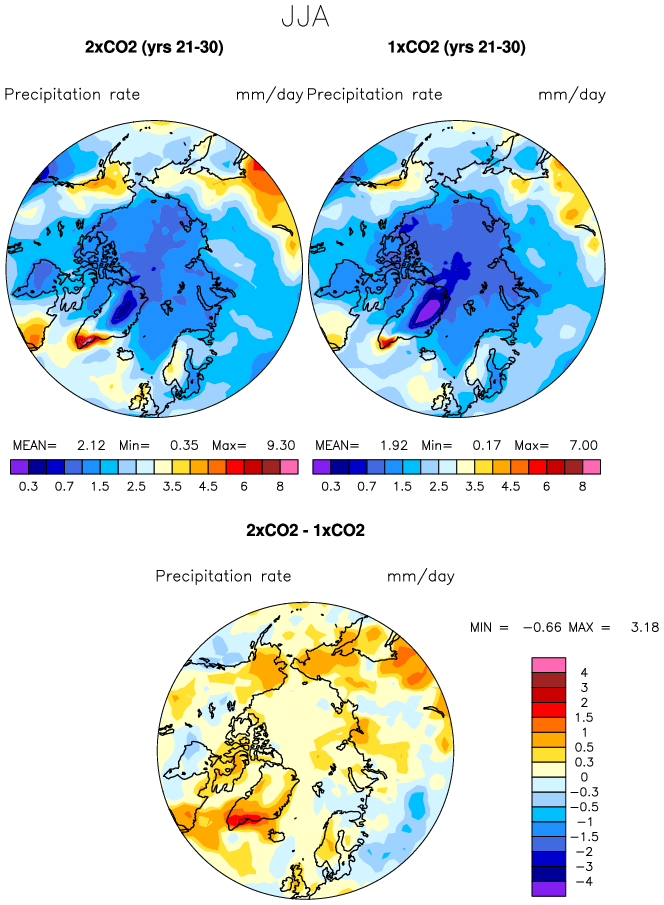 JJA
2xCO2 (yrs 21-30) 1xCO2 (yrs 21-30)
Precipitation rate mm/day Precipitation rate mm/day
MEAN= 2.12 Min= 0.35 Max= 9.30 MEAN= 1.92 Min= 0.17 Max= 7.00
0.3 0.7 1.5 2.5 3.5 4.5 6 8 0.3 0.7 1.5 2.5 3.5 4.5 6 8
2xCO2 - 1xCO2
Precipitation rate mm/day
MIN = -0.66 MAX = 3.18
4
3
2
1.5
1
0.5
0.3
0
-0.3
-0.5
-1
-1.5
-2
-3
-4